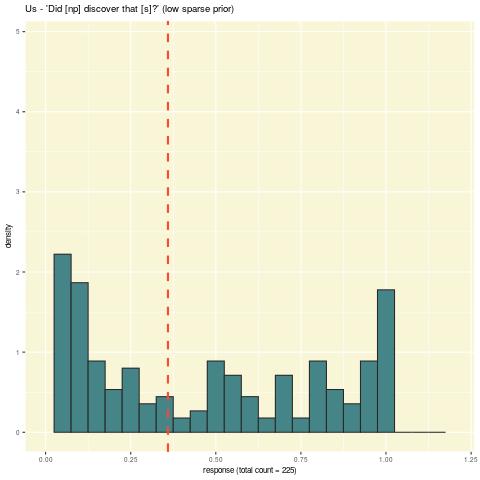 Us - 'Did [np] discover that [s]?' (low sparse prior)
5
4
3
2
1
0
density
0.00 0.25 0.50 0.75 1.00 1.25
response (total count = 225)